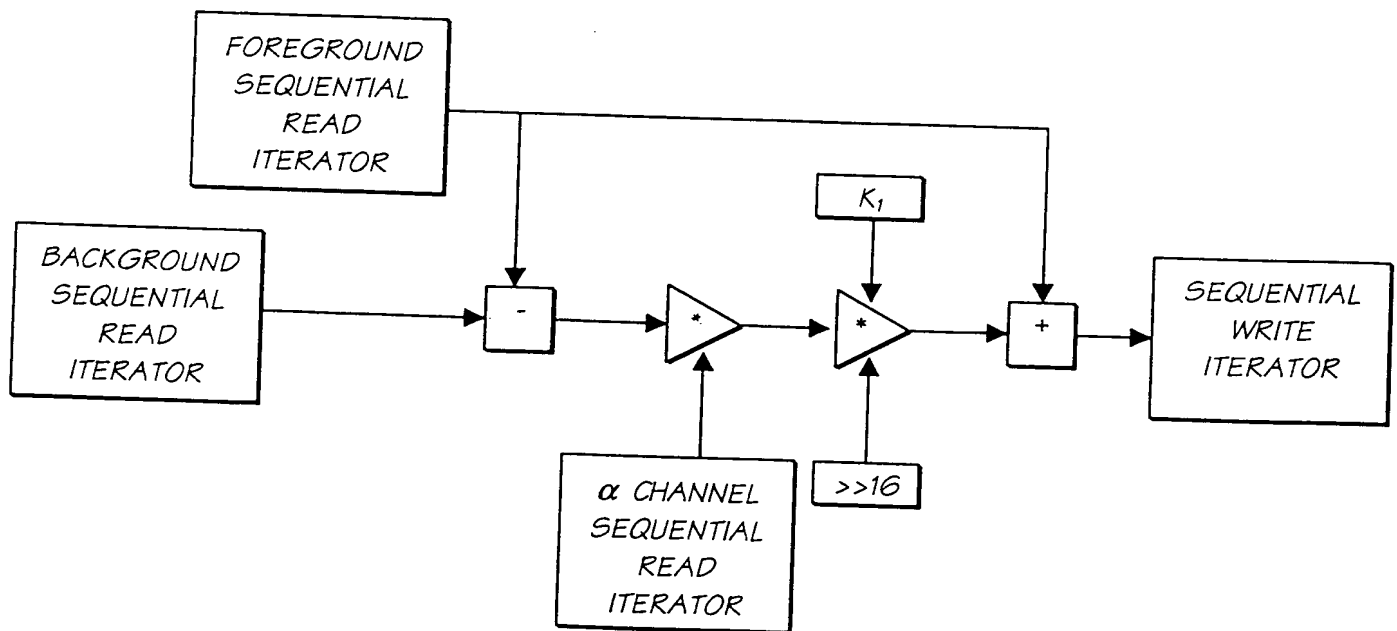 FOREGROUND
SEQUENTIAL
READ
ITERATOR
BACKGROUND
SEQUENTIAL
READ
ITERATOR
-
*
K₁
*
>>16
+
α CHANNEL
SEQUENTIAL
READ
ITERATOR
SEQUENTIAL
WRITE
ITERATOR